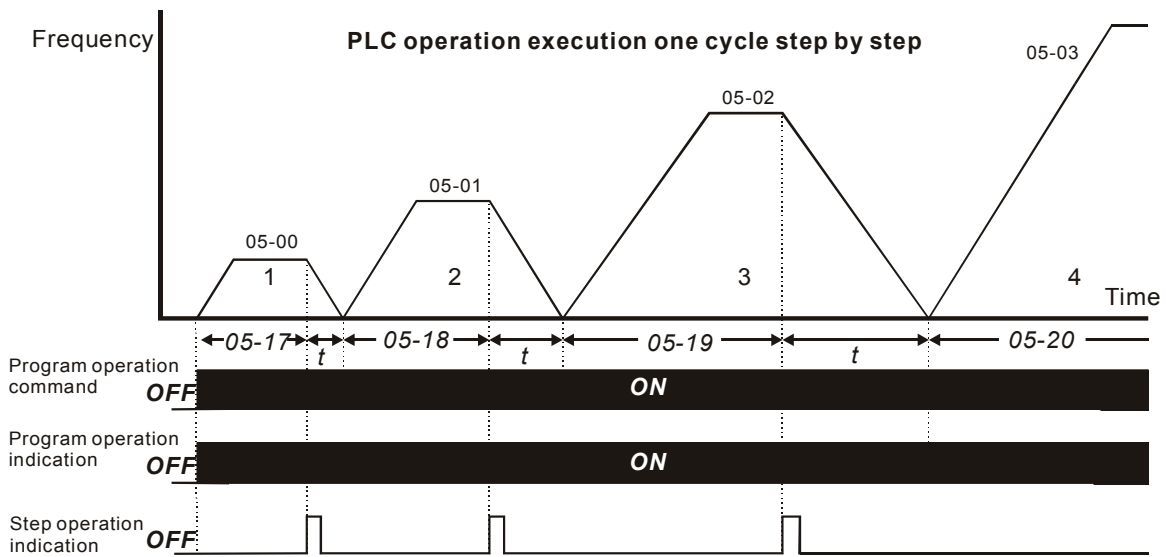 Frequency
PLC operation execution one cycle step by step
05-03
05-02
05-01
05-00
1
2
3
4
Time
05-17
t
05-18
t
05-19
t
05-20
Program operation
command
OFF
ON
Program operation
indication
OFF
ON
Step operation
indication
OFF